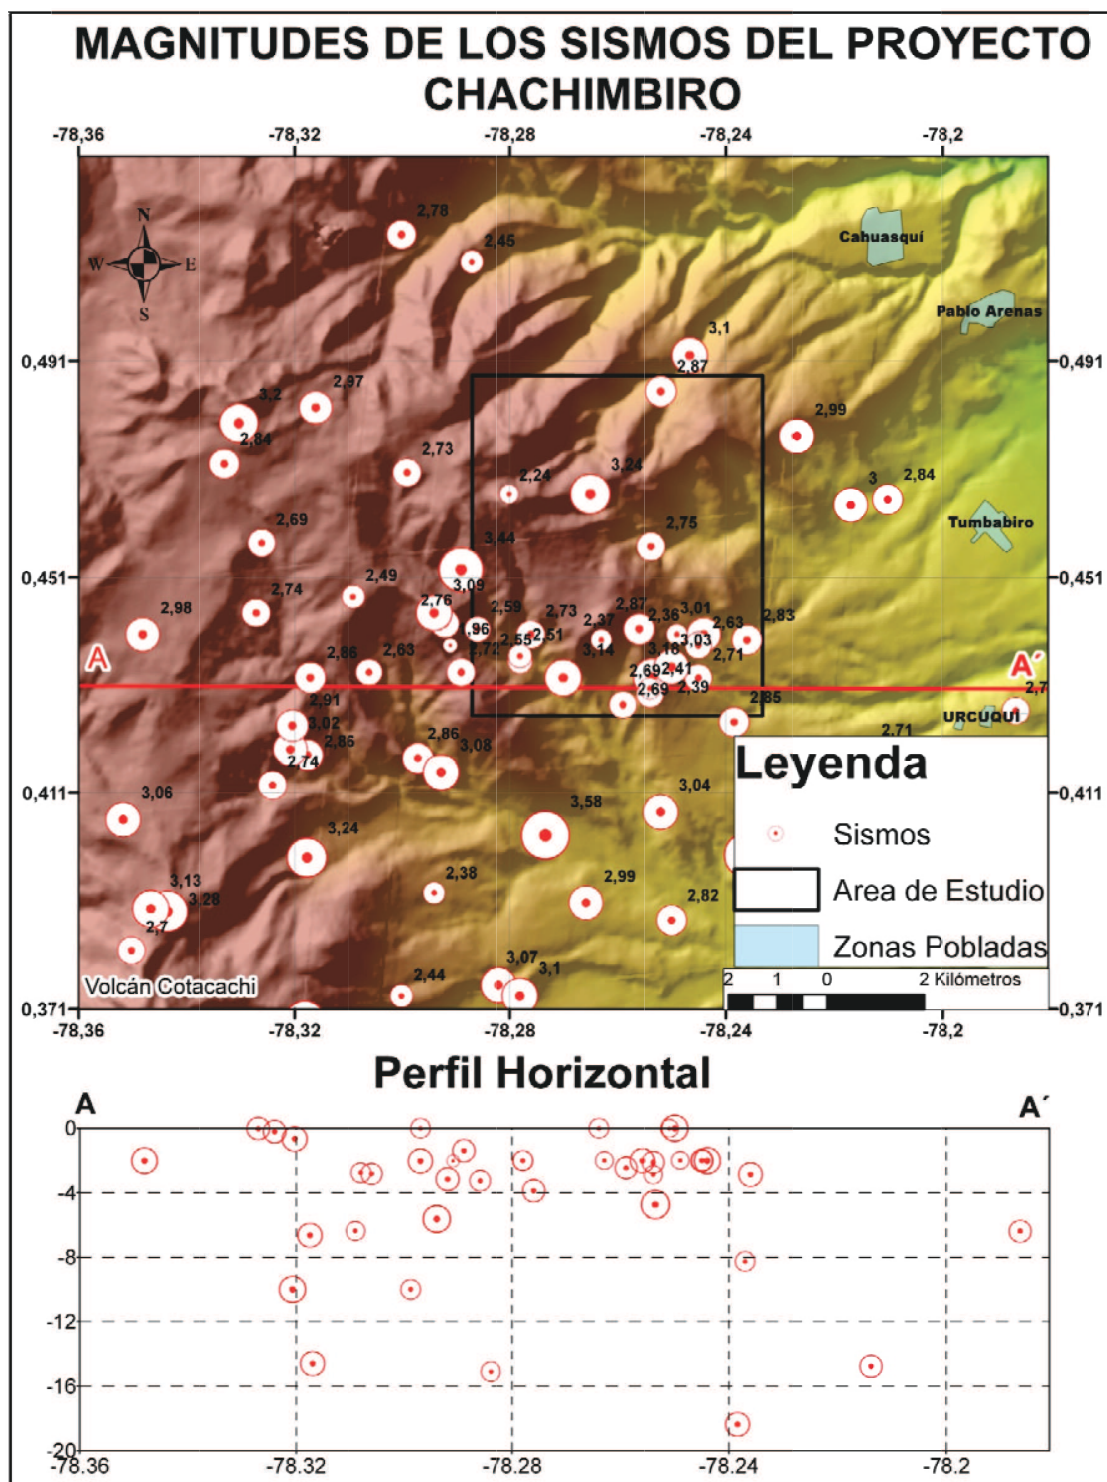 MAGNITUDES DE LOS SISMOS DEL PROYECTO
CHACHIMBIRO
-78,36 -78,32 -78,28 -78,24 -78,2
N
W E
S
2,78
2,45
Cahuasquí
Pablo Arenas
3,1
0,491 0,491
2,87
3,2 2,97
2,99
2,84
2,73
2,24 3,24
3 2,84
2,69
2,75
Tumbabiro
3,44
0,451 0,451
2,74 2,49 3,09
2,98
2,76 2,59 2,73 2,87 2,36 3,01 2,83
2,37 2,63
,96 2,51
2,55 3,03
2,86 2,63 2,72 3,14 3,18 2,71
A 2,69 2,41
A´
2,91 2,69 2,39 2,7
3,02 2,85
URCUQUÍ
2,85 2,86 2,71
2,74 3,08
Leyenda
0,411 0,411
3,06 3,58 3,04
3,24
Sismos
3,13 2,38 2,99
3,28 2,82
Area de Estudio
2,7
Zonas Pobladas
3,07
Volcán Cotacachi 2,44 3,1
2 1 0 2 Kilómetros
0,371 0,371
-78,36 -78,32 -78,28 -78,24 -78,2
Perfil Horizontal
A A´
0
-4
-8
-12
-16
-20
-78.36 -78.32 -78.28 -78.24 -78.2